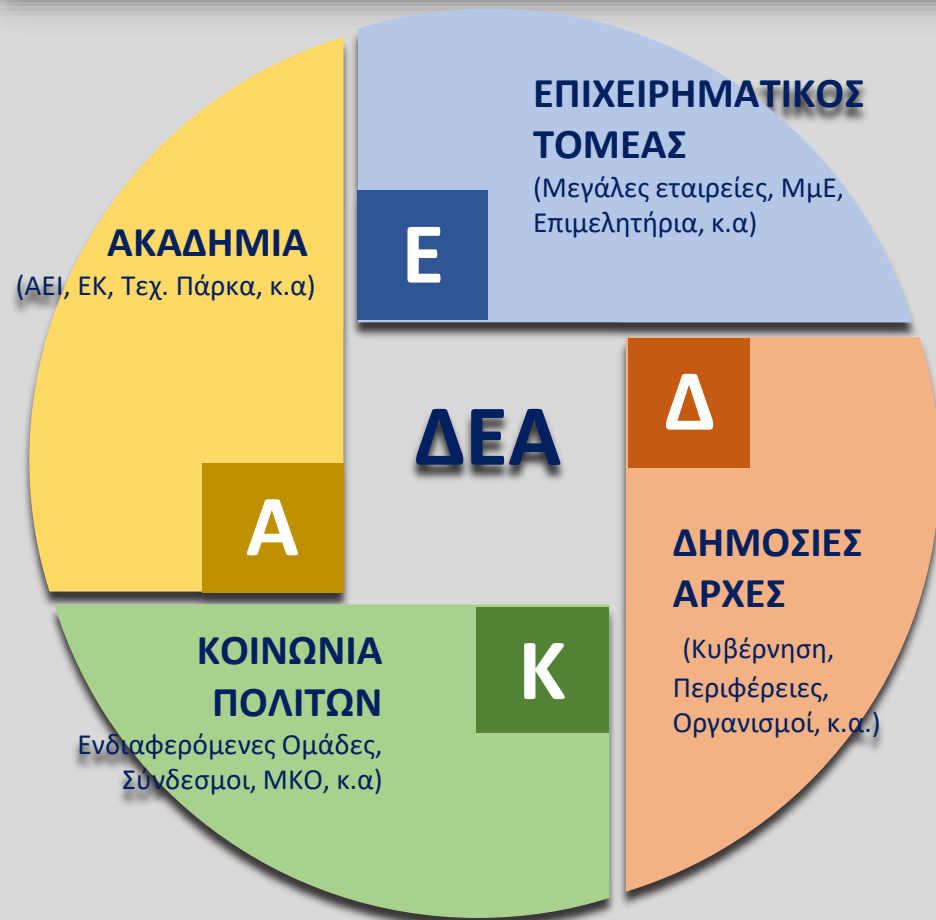 ΕΠΙΧΕΙΡΗΜΑΤΙΚΟΣ
ΤΟΜΕΑΣ
(Μεγάλες εταιρείες, ΜμΕ,
Επιμελητήρια, κ.α)
Ε
ΑΚΑΔΗΜΙΑ
(ΑΕΙ, ΕΚ, Τεχ. Πάρκα, κ.α)
Α
ΔΕΑ
Δ
ΔΗΜΟΣΙΕΣ
ΑΡΧΕΣ
(Κυβέρνηση,
Περιφέρειες,
Οργανισμοί, κ.α.)
ΚΟΙΝΩΝΙΑ
ΠΟΛΙΤΩΝ
Ενδιαφερόμενες Ομάδες,
Σύνδεσμοι, ΜΚΟ, κ.α)
Κ